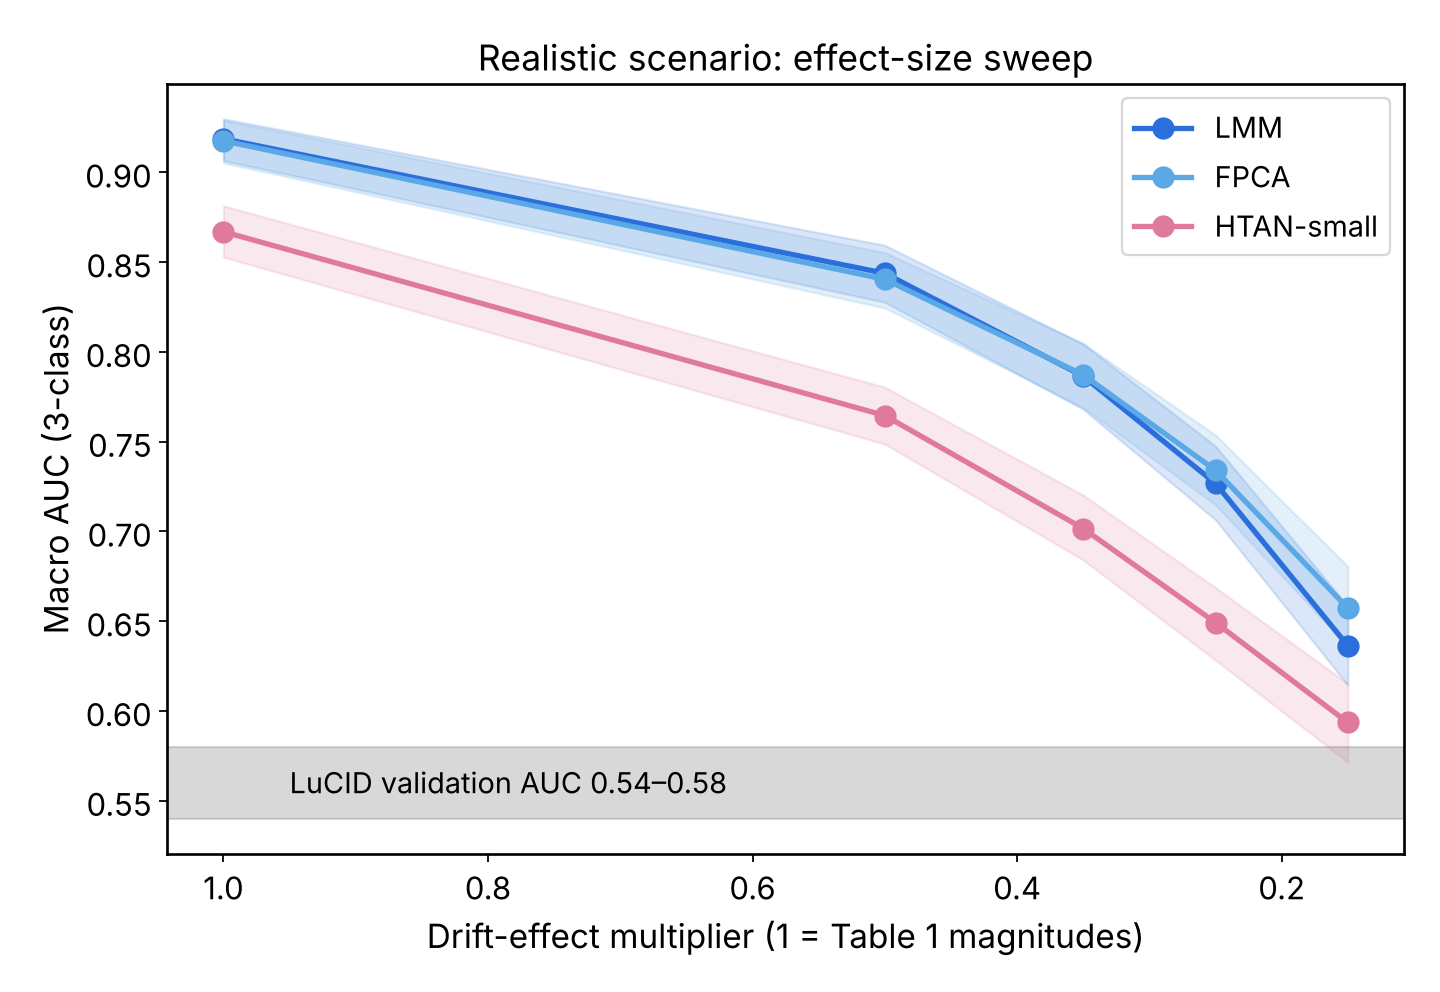 Realistic scenario: effect-size sweep
LMM
FPCA
HTAN-small
Macro AUC (3-class)
0.90
0.85
0.80
0.75
0.70
0.65
0.60
0.55
LuCID validation AUC 0.54–0.58
1.0 0.8 0.6 0.4 0.2
Drift-effect multiplier (1 = Table 1 magnitudes)